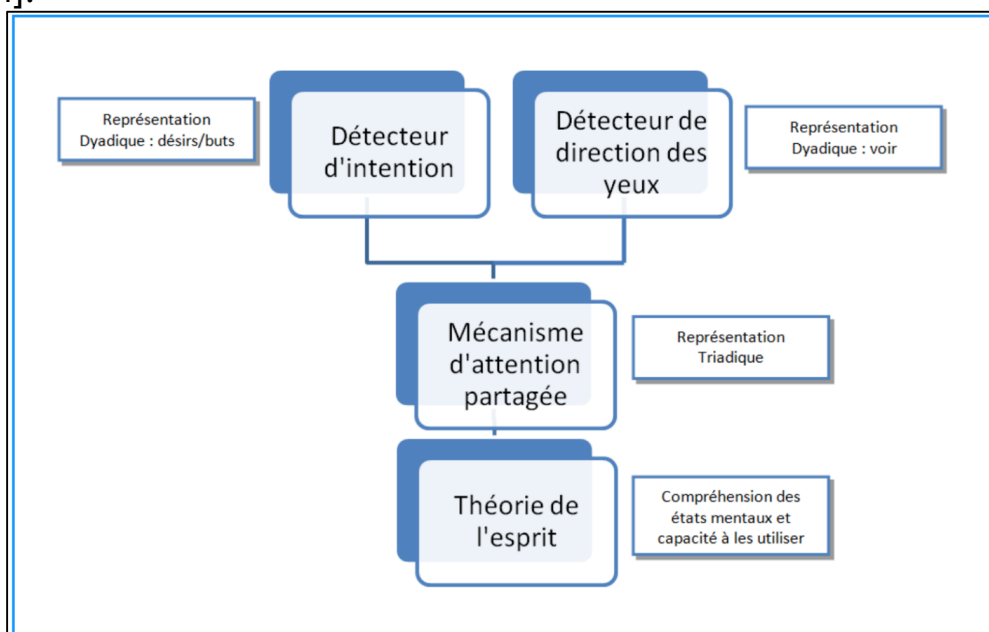 Représentation
Dyadique : désirs/buts
Détecteur
d'intention
Détecteur de
direction des
yeux
Représentation
Dyadique : voir
Mécanisme
d'attention
partagée
Représentation
Triadique
Théorie de
l'esprit
Compréhension des
états mentaux et
capacité à les utiliser